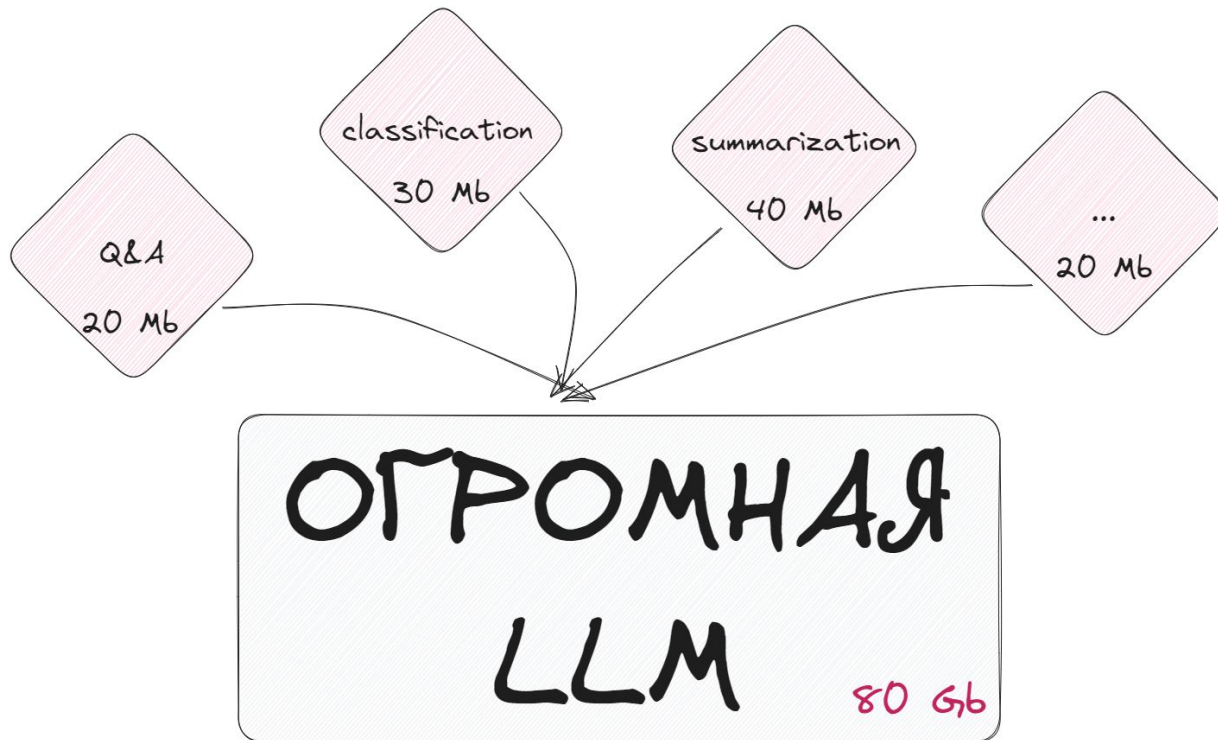 Q&A
20 Mb
classification
30 Mb
summarization
40 Mb
...
20 Mb
ОГРОМНАЯ
LLM
80 Gb